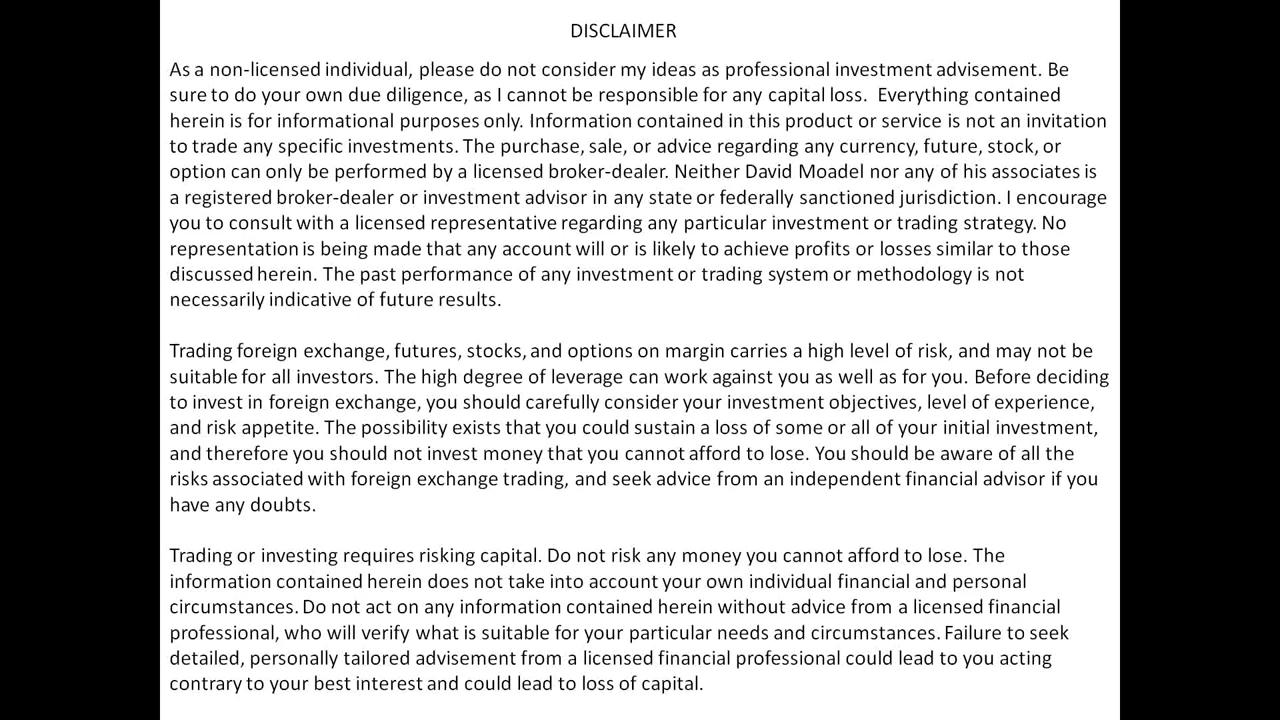 DISCLAIMER
As a non-licensed individual, please do not consider my ideas as professional investment advisement. Be
sure to do your own due diligence, as I cannot be responsible for any capital loss.  Everything contained
herein is for informational purposes only. Information contained in this product or service is not an invitation
to trade any specific investments. The purchase, sale, or advice regarding any currency, future, stock, or
option can only be performed by a licensed broker-dealer. Neither David Moadel nor any of his associates is
a registered broker-dealer or investment advisor in any state or federally sanctioned jurisdiction. I encourage
you to consult with a licensed representative regarding any particular investment or trading strategy. No
representation is being made that any account will or is likely to achieve profits or losses similar to those
discussed herein. The past performance of any investment or trading system or methodology is not
necessarily indicative of future results.
Trading foreign exchange, futures, stocks, and options on margin carries a high level of risk, and may not be
suitable for all investors. The high degree of leverage can work against you as well as for you. Before deciding
to invest in foreign exchange, you should carefully consider your investment objectives, level of experience,
and risk appetite. The possibility exists that you could sustain a loss of some or all of your initial investment,
and therefore you should not invest money that you cannot afford to lose. You should be aware of all the
risks associated with foreign exchange trading, and seek advice from an independent financial advisor if you
have any doubts.
Trading or investing requires risking capital. Do not risk any money you cannot afford to lose. The
information contained herein does not take into account your own individual financial and personal
circumstances. Do not act on any information contained herein without advice from a licensed financial
professional, who will verify what is suitable for your particular needs and circumstances. Failure to seek
detailed, personally tailored advisement from a licensed financial professional could lead to you acting
contrary to your best interest and could lead to loss of capital.